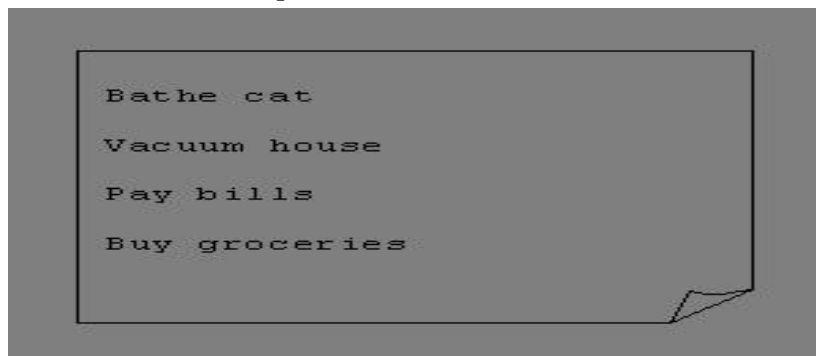 Bathe cat
Vacuum house
Pay bills
Buy groceries